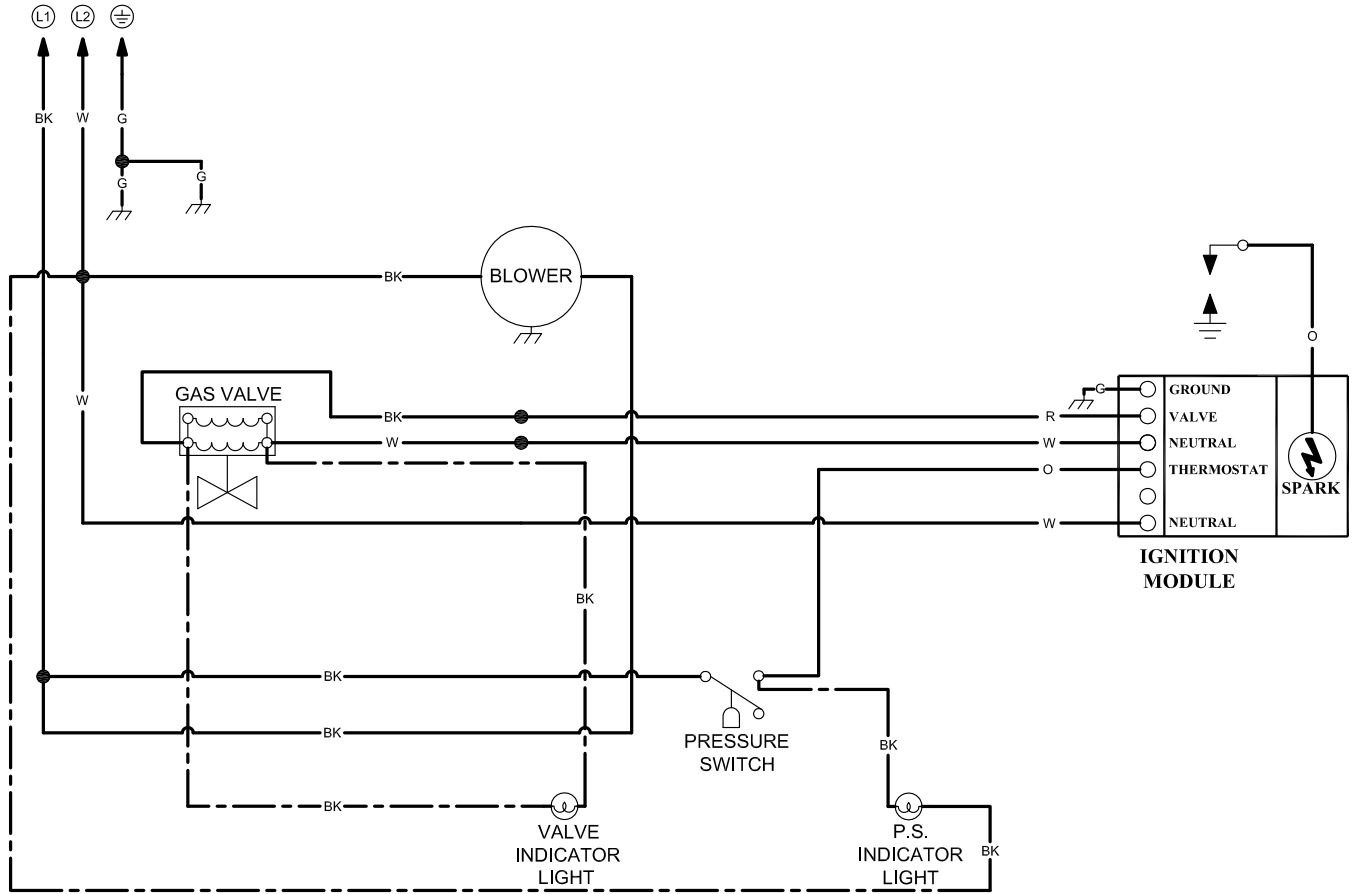 L1 L2
BK W G
G G
BLOWER
BK
O
GAS VALVE
W
BK R
W W
O
W
G GROUND
VALVE
NEUTRAL
THERMOSTAT
SPARK
NEUTRAL
IGNITION
MODULE
BK
BK
BK
PRESSURE
SWITCH
BK
BK
VALVE
INDICATOR
LIGHT
P.S.
INDICATOR
LIGHT
BK